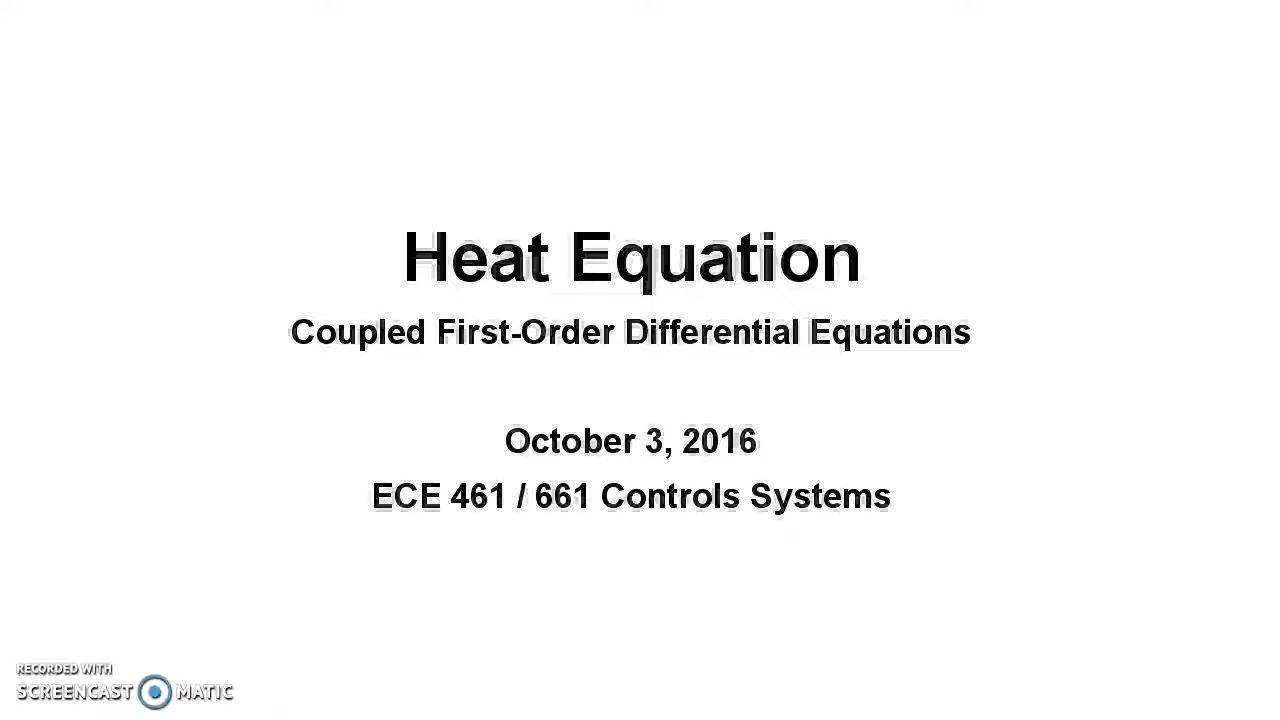 Heat Equation
Coupled First-Order Differential Equations
October 3, 2016
ECE 461 / 661 Controls Systems
RECORDED WITH
SCREENCAST MATIC